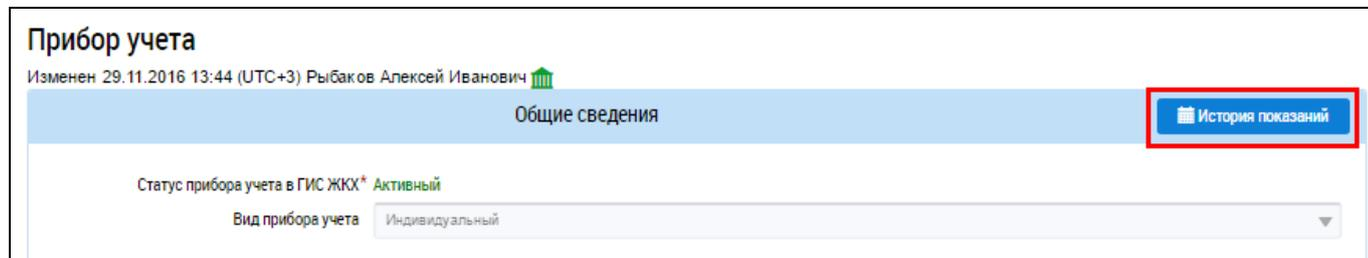 Прибор учета
Изменен 29.11.2016 13:44 (UTC+3) Рыбаков Алексей Иванович
Общие сведения
История показаний
Статус прибора учета в ГИС ЖКХ* Активный
Вид прибора учета Индивидуальный